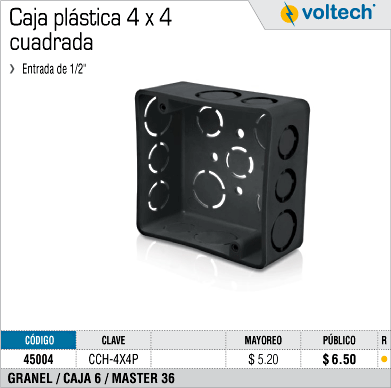 Caja plástica 4 x 4
cuadrada
voltech
Entrada de 1/2"
CÓDIGO CLAVE MAYOREO PÚBLICO R
45004 CCH-4X4P $ 5.20 $ 6.50
GRANEL / CAJA 6 / MASTER 36